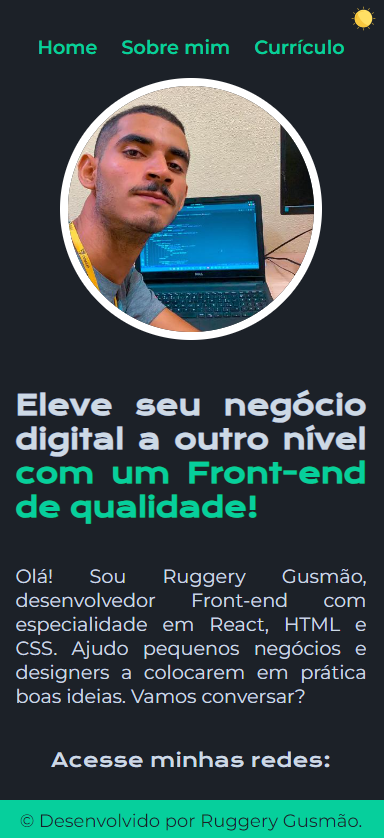 Home Sobre mim Currículo
Eleve seu negócio
digital a outro nível
com um Front-end
de qualidade!
Olá! Sou Ruggery Gusmão,
desenvolvedor Front-end com
especialidade em React, HTML e
CSS. Ajudo pequenos negócios e
designers a colocarem em prática
boas ideias. Vamos conversar?
Acesse minhas redes:
© Desenvolvido por Ruggery Gusmão.